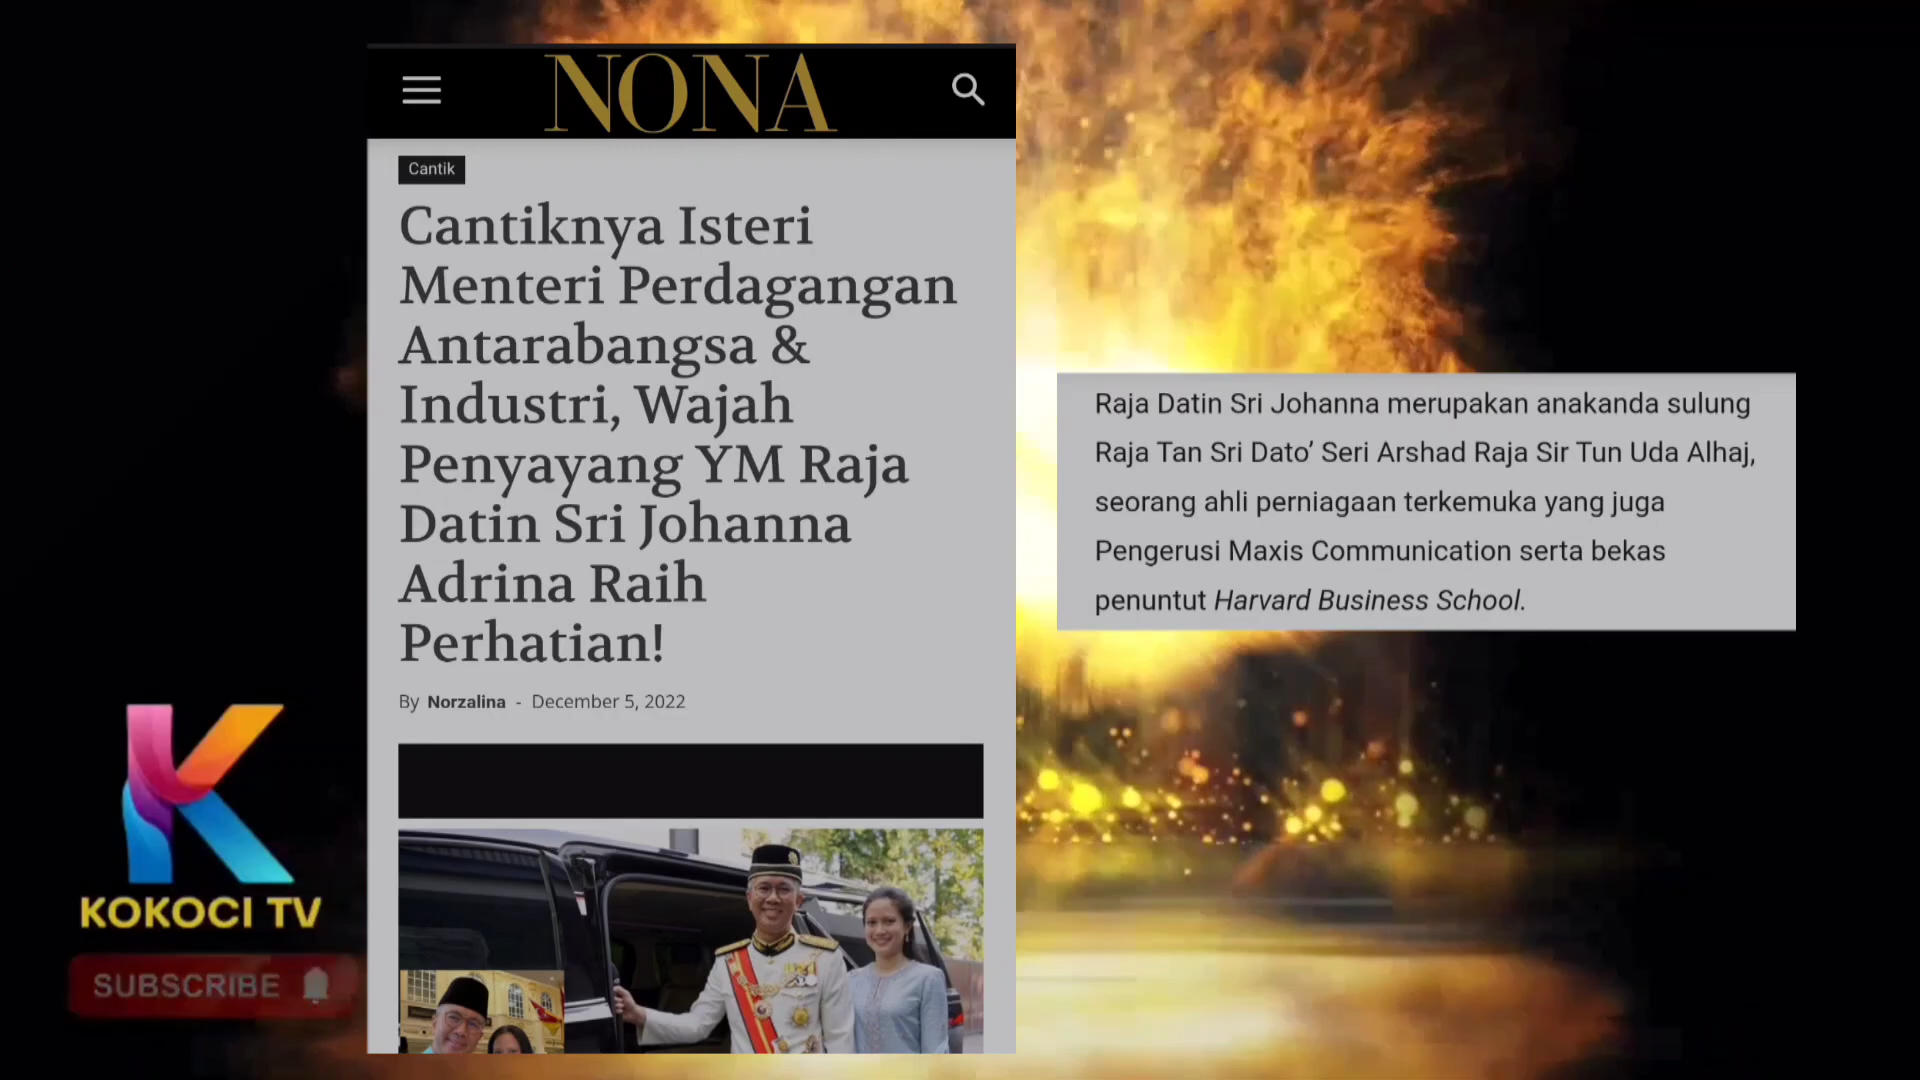 NONA
Cantik
Cantiknya Isteri
Menteri Perdagangan
Antarabangsa &
Industri, Wajah
Penyayang YM Raja
Datin Sri Johanna
Adrina Raih
Perhatian!
By Norzalina - December 5, 2022
Raja Datin Sri Johanna merupakan anakanda sulung
Raja Tan Sri Dato’ Seri Arshad Raja Sir Tun Uda Alhaj,
seorang ahli perniagaan terkemuka yang juga
Pengerusi Maxis Communication serta bekas
penuntut Harvard Business School.
KOKOCI TV
SUBSCRIBE